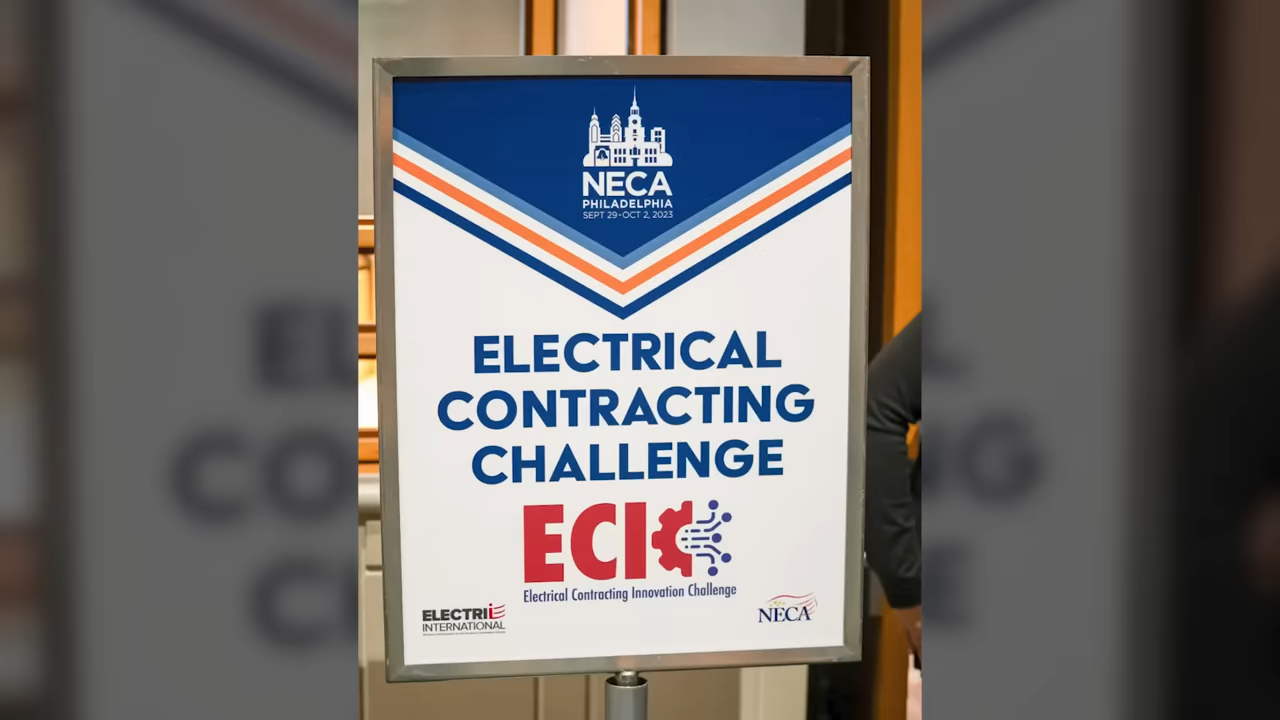 NECA
PHILADELPHIA
SEPT 29-OCT 2, 2023
ELECTRICAL
CONTRACTING
CHALLENGE
ECIC
Electrical Contracting Innovation Challenge
ELECTRI
INTERNATIONAL
NECA